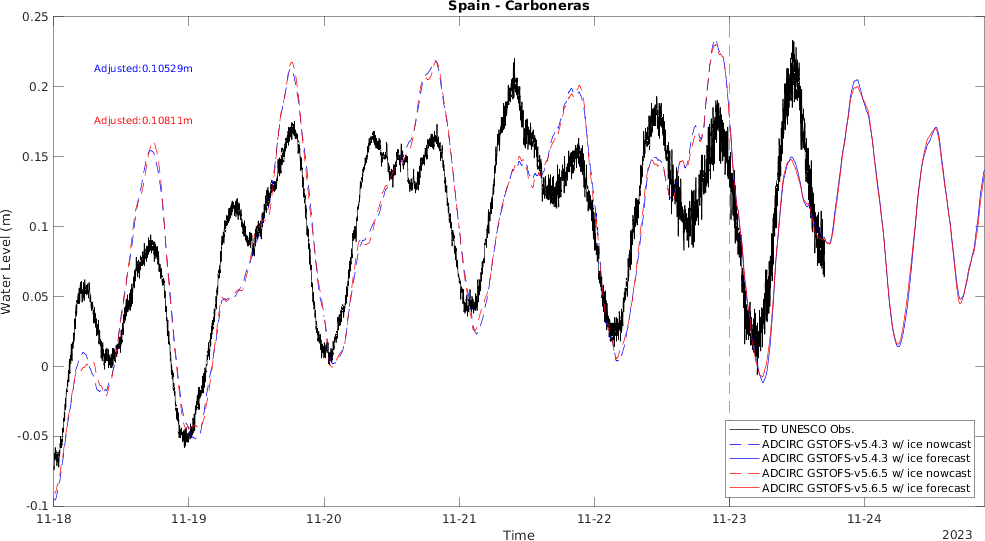 Spain - Carboneras
0.25
0.2
0.15
0.1
0.05
0
-0.05
-0.1
Water Level (m)
Adjusted:0.10529m
Adjusted:0.10811m
TD UNESCO Obs.
ADCIRC GSTOFS-v5.4.3 w/ ice nowcast
ADCIRC GSTOFS-v5.4.3 w/ ice forecast
ADCIRC GSTOFS-v5.6.5 w/ ice nowcast
ADCIRC GSTOFS-v5.6.5 w/ ice forecast
11-18 11-19 11-20 11-21 11-22 11-23 11-24
Time
2023